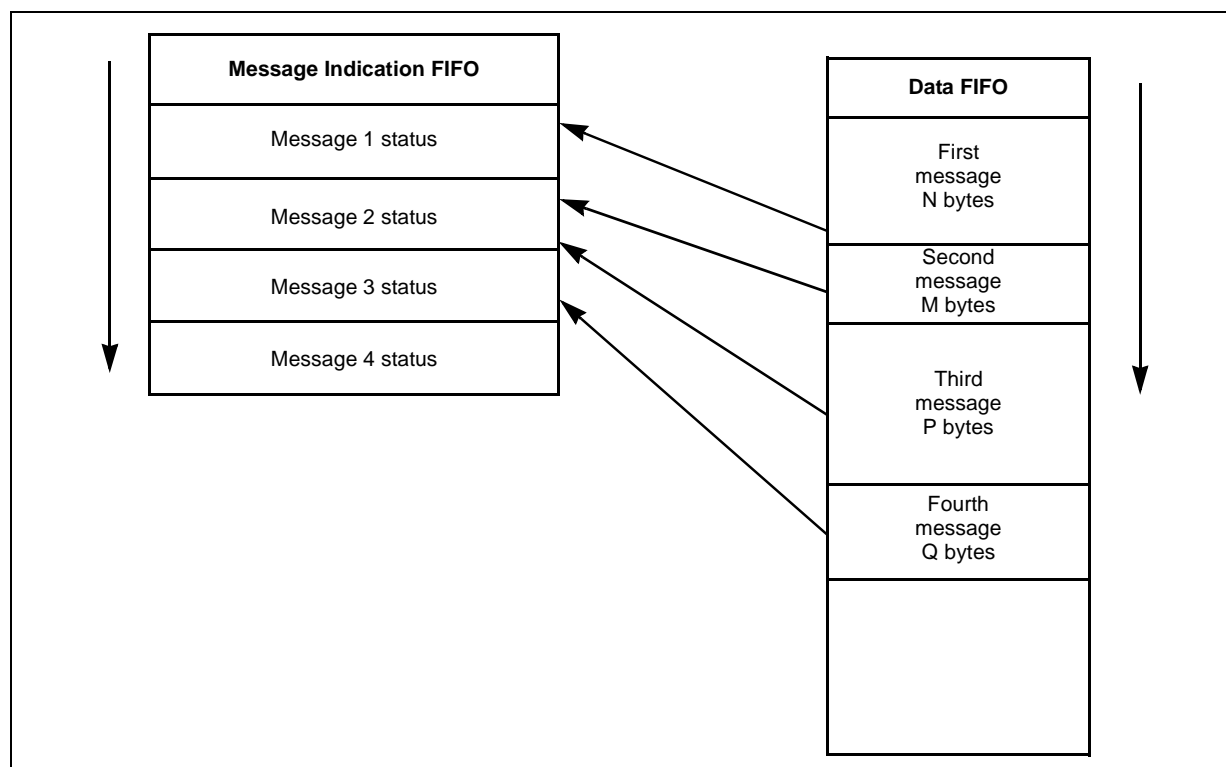 Message Indication FIFO
Message 1 status
Message 2 status
Message 3 status
Message 4 status
Data FIFO
First
message
N bytes
Second
message
M bytes
Third
message
P bytes
Fourth
message
Q bytes